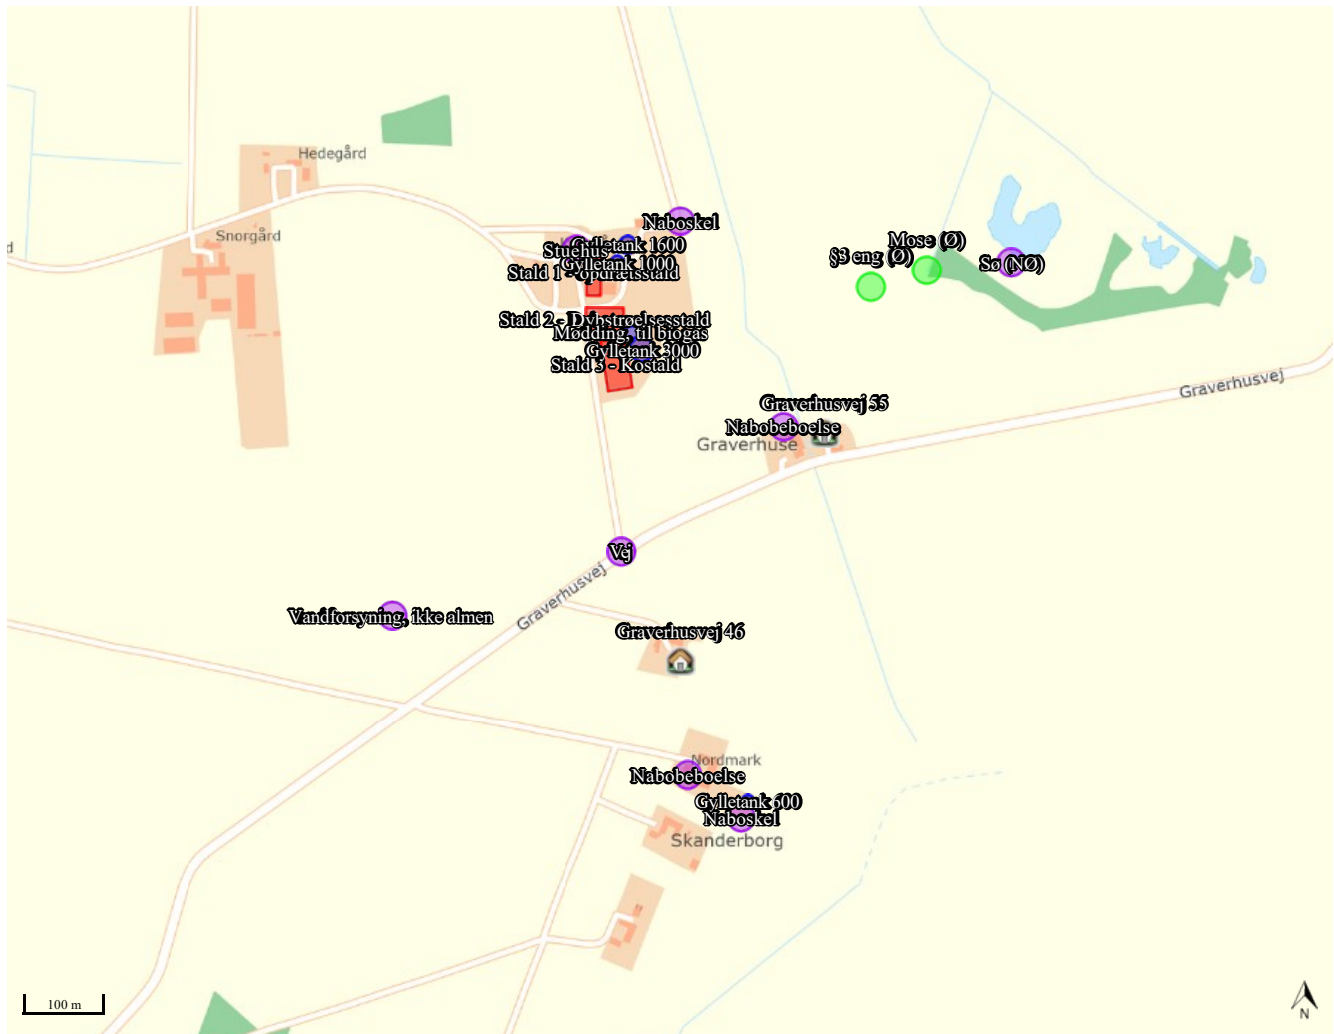 Hedegård
Naboskel
Snorgård
d
Gylletank 1600
Stuehus
Mose (Ø)
§3 eng (Ø)
Sø (NØ)
Gylletank 1000
Stald 1 - opdrætsstald
Stald 2 - Dybstrøelsesstald
Mødding, til biogas
Gylletank 3000
Stald 3 - Kostald
Graverhusvej
Graverhusvej 55
Nabobeboelse
Graverhuse
Vej
Graverhusvej
Vandforsyning, ikke almen
Graverhusvej 46
Nordmark
Nabobeboelse
Gylletank 600
Naboskel
Skanderborg
100 m
N